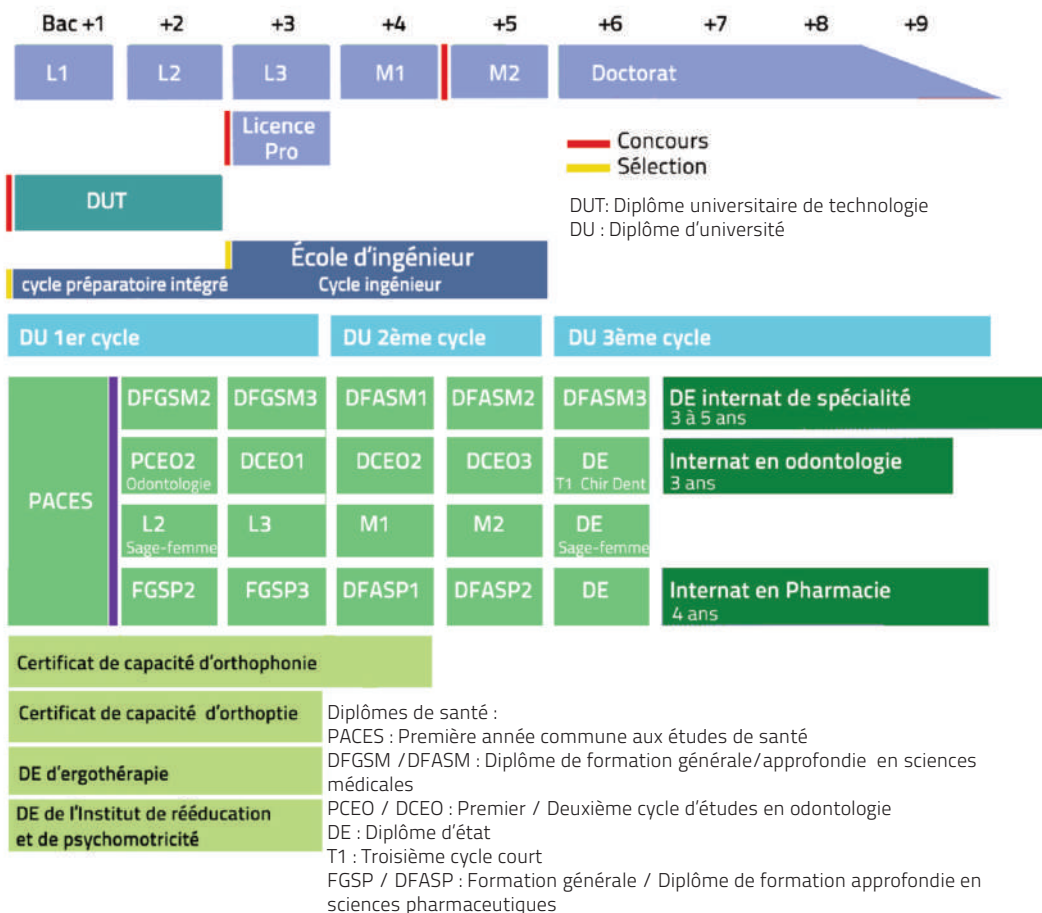 Bac +1 +2 +3 +4 +5 +6 +7 +8 +9
L1 L2 L3 M1 M2 Doctorat
Licence
Pro
Concours
Sélection
DUT
DUT: Diplôme universitaire de technologie
DU : Diplôme d'université
École d'ingénieur
cycle préparatoire intégré Cycle ingénieur
DU 1er cycle DU 2ème cycle DU 3ème cycle
PACES
DFGSM2 DFGSM3 DFASM1 DFASM2 DFASM3 DE internat de spécialité
3 à 5 ans
PCEO2 DCEO1 DCEO2 DCEO3 DE Internat en odontologie
Odontologie T1 Chir Dent 3 ans
L2 L3 M1 M2 DE
Sage-femme Sage-femme
FGSP2 FGSP3 DFASP1 DFASP2 DE Internat en Pharmacie
4 ans
Certificat de capacité d'orthophonie
Certificat de capacité d'orthoptie
DE d'ergothérapie
DE de l'Institut de rééducation
et de psychomotricité
Diplômes de santé :
PACES : Première année commune aux études de santé
DFGSM /DFASM : Diplôme de formation générale/approfondie en sciences
médicales
PCEO / DCEO : Premier / Deuxième cycle d'études en odontologie
DE : Diplôme d'état
T1 : Troisième cycle court
FGSP / DFASP : Formation générale / Diplôme de formation approfondie en
sciences pharmaceutiques